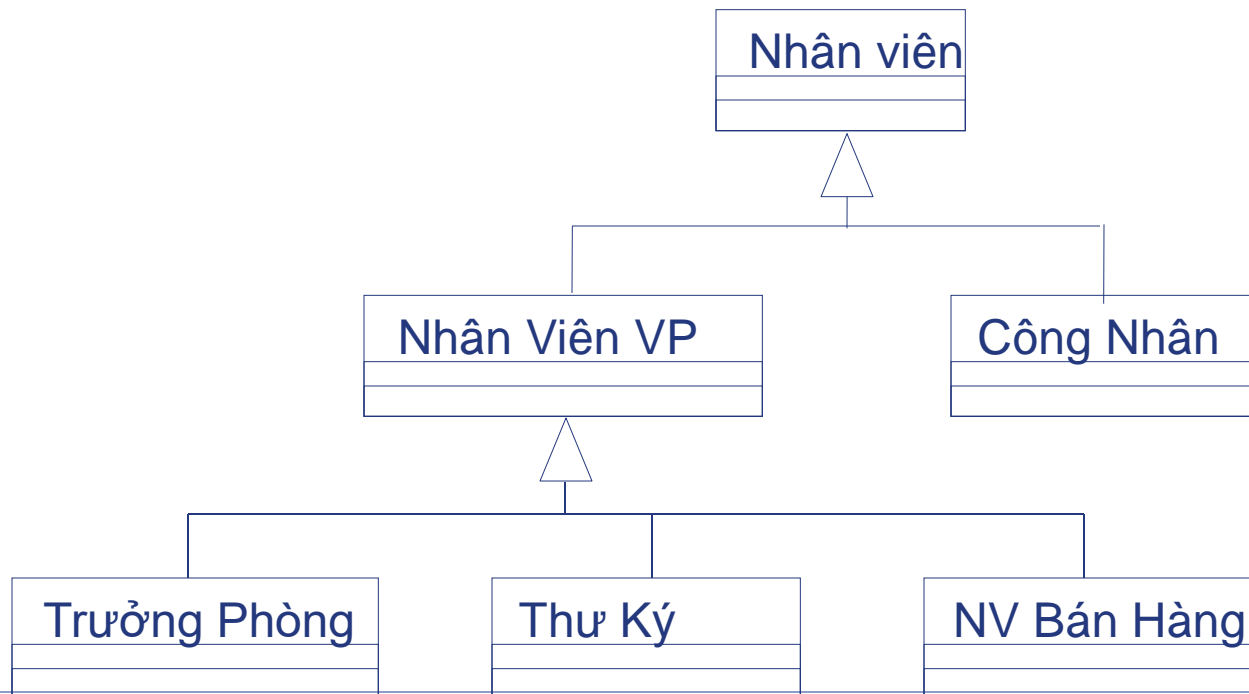 Nhân viên
Nhân Viên VP
Công Nhân
Trưởng Phòng
Thư Ký
NV Bán Hàng